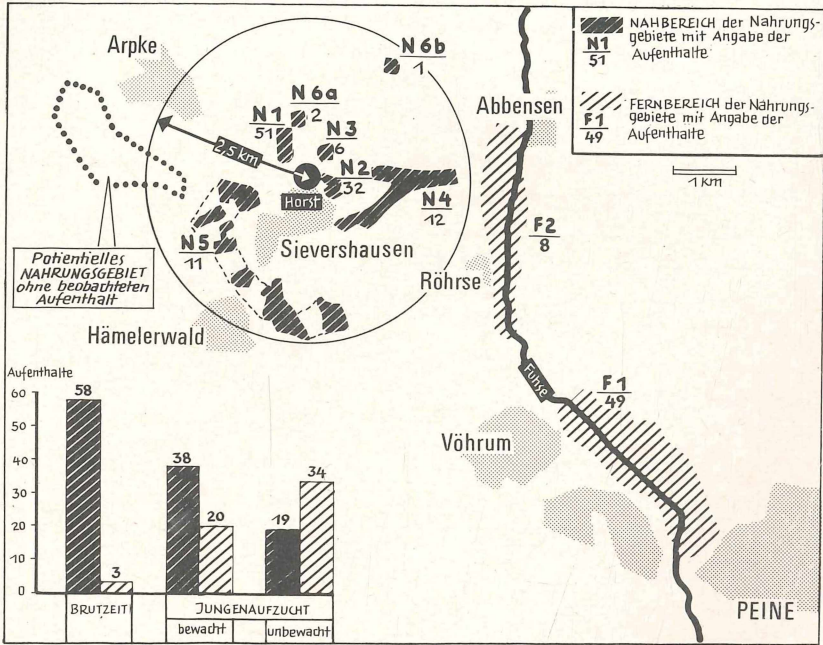 Arpke
N6b
1
N6a
2
N1
51
N3
6
2,5 km
N2
32
Horst
N4
12
N5
11
Sievershausen
Potentielles
NAHRUNGSGEBIET
ohne beobachteten
Aufenthalt
Hämelerwald
Abbensen
F2
8
Röhrse
Fuhse
F1
49
Vöhrum
PEINE
NAHBEREICH der Nahrungs-
gebiete mit Angabe der
Aufenthalte
N1
51
FERNBEREICH der Nahrungs-
gebiete mit Angabe der
Aufenthalte
F1
49
1 km
Aufenthalte
60
50
40
30
20
10
0
58
3
38
20
19
34
BRUTZEIT
JUNGENAUFZUCHT
bewacht
unbewacht